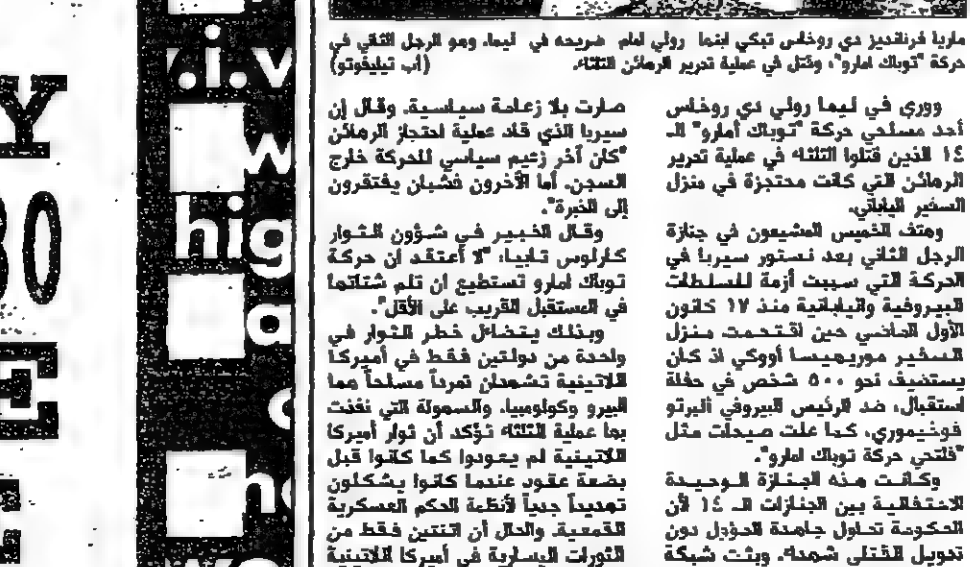 ماريا فرنانديز دي روخاس تبكي ابنها رولي امام ضريحه في ليما. وهو الرجل الثاني في
حركة "توباك امارو"، وقتل في عملية تحرير الرهائن الثلثاء. (أب تيليفوتو)
ووري في ليما رولي دي روخاس
أحد مسلحي حركة "توباك أمارو" الـ
١٤ الذين قتلوا الثلثاء في عملية تحرير
الرهائن التي كانت محتجزة في منزل
السفير الياباني.
وهتف الخميس المشيعون في جنازة
الرجل الثاني بعد نستور سيربا في
الحركة التي سببت أزمة للسلطات
البيروفية واليابانية منذ ١٧ كانون
الأول الماضي حين اقتحمت منزل
السفير موريهيسا أووكي اذ كان
يستضيف نحو ٥٠٠ شخص في حفلة
استقبال، ضد الرئيس البيروفي ألبرتو
فوخيموري، كما علت صيحات مثل
"فلتحي حركة توباك امارو".
وكانت هذه الجنازة الوحيدة
الاحتفالية بين الجنازات الـ ١٤ لأن
الحكومة تحاول جاهدة الحؤول دون
تحويل القتلى شهداء. وبثت شبكة
صارت بلا زعامة سياسية. وقال إن
سيربا الذي قاد عملية احتجاز الرهائن
"كان آخر زعيم سياسي للحركة خارج
السجن. أما الآخرون فشبان يفتقرون
إلى الخبرة".
وقال الخبير في شؤون الثوار
كارلوس تابيا: "لا أعتقد ان حركة
توباك امارو تستطيع ان تلم شتاتها
في المستقبل القريب على الأقل".
وبذلك يتضاءل خطر الثوار في
واحدة من دولتين فقط في أميركا
اللاتينية تشهدان تمرداً مسلحاً هما
البيرو وكولومبيا. والسهولة التي نفذت
بها عملية الثلثاء تؤكد أن ثوار أميركا
اللاتينية لم يعودوا كما كانوا قبل
بضعة عقود عندما كانوا يشكلون
تهديداً جدياً لأنظمة الحكم العسكرية
القمعية. والحال أن اثنتين فقط من
الثورات اليسارية في أميركا اللاتينية
.i.v
w
hig
a
Y
30
E